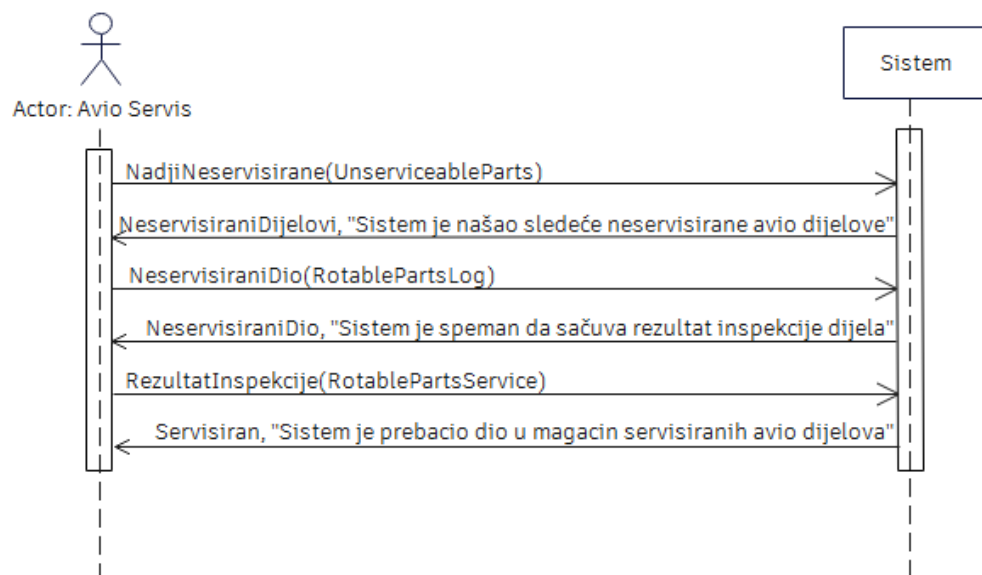 Sistem
Actor: Avio Servis
NadjiNeservisirane(UnserviceableParts)
NeservisiraniDijelovi, "Sistem je našao sledeće neservisirane avio dijelove"
NeservisiraniDio(RotablePartsLog)
NeservisiraniDio, "Sistem je speman da sačuva rezultat inspekcije dijela"
RezultatInspekcije(RotablePartsService)
Servisiran, "Sistem je prebacio dio u magacin servisiranih avio dijelova"